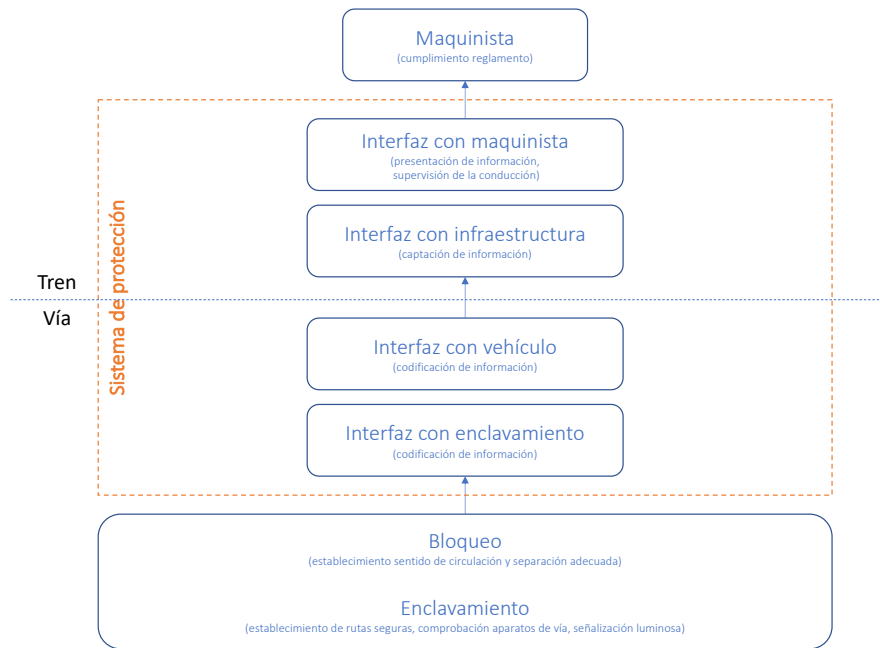 Maquinista
(cumplimiento reglamento)
Interfaz con maquinista
(presentación de información,
supervisión de la conducción)
Interfaz con infraestructura
(captación de información)
Tren
Vía
Sistema de protección
Interfaz con vehículo
(codificación de información)
Interfaz con enclavamiento
(codificación de información)
Bloqueo
(establecimiento sentido de circulación y separación adecuada)
Enclavamiento
(establecimiento de rutas seguras, comprobación aparatos de vía, señalización luminosa)